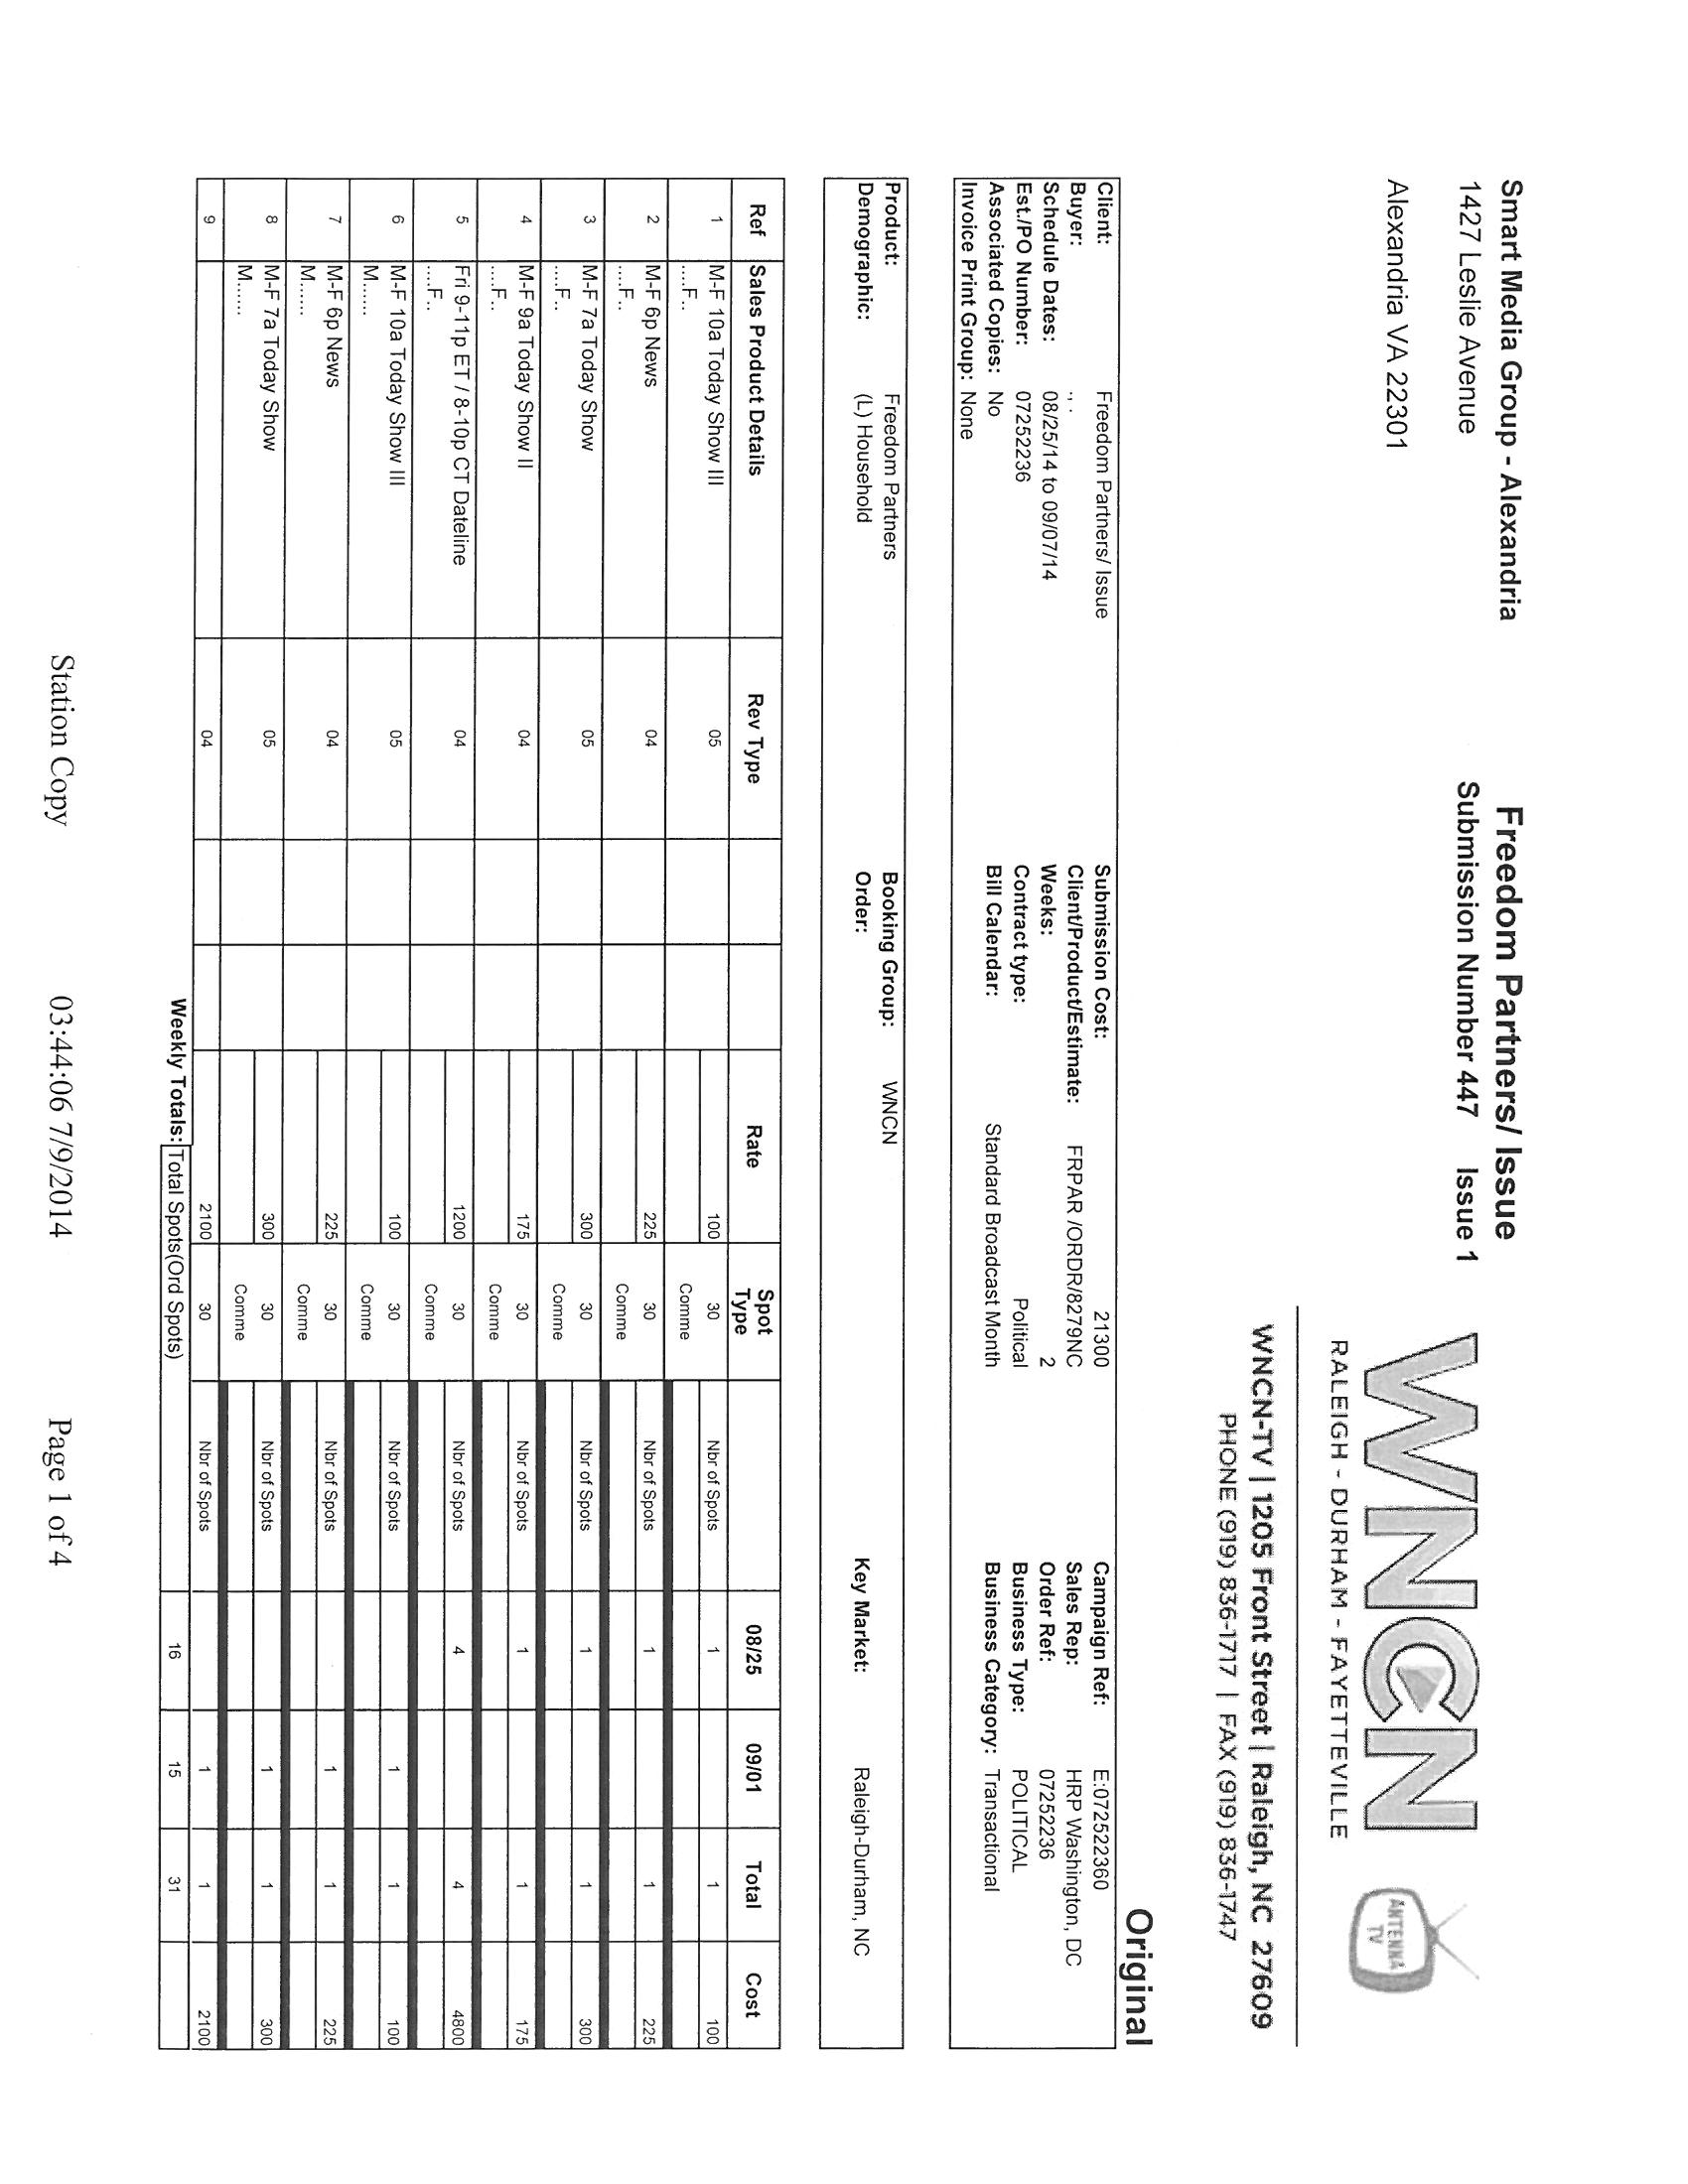 Smart Media Group - Alexandria
1427 Leslie Avenue
Alexandria VA 22301
Freedom Partners/ Issue
Submission Number 447 Issue 1
WNCN
RALEIGH - DURHAM - FAYETTEVILLE
ANTENNA TV
WNCN-TV | 1205 Front Street | Raleigh, NC 27609
PHONE (919) 836-1717 | FAX (919) 836-1747
Original
Client: Freedom Partners/ Issue Submission Cost: 21300 Campaign Ref: E:072522360
Buyer: , . Client/Product/Estimate: FRPAR /ORDR/8279NC Sales Rep: HRP Washington, DC
Schedule Dates: 08/25/14 to 09/07/14 Weeks: 2 Order Ref: 07252236
Est./PO Number: 07252236 Contract type: Political Business Type: POLITICAL
Associated Copies: No Bill Calendar: Standard Broadcast Month Business Category: Transactional
Invoice Print Group: None
Product: Freedom Partners Booking Group: WNCN
Demographic: (L) Household Order: Key Market: Raleigh-Durham, NC
Ref Sales Product Details Rev Type Rate Spot Type 08/25 09/01 Total Cost
1 M-F 10a Today Show III 05 100 30 Nbr of Spots 1 1 100
....F.. Comme
2 M-F 6p News 04 225 30 Nbr of Spots 1 1 225
....F.. Comme
3 M-F 7a Today Show 05 300 30 Nbr of Spots 1 1 300
....F.. Comme
4 M-F 9a Today Show II 04 175 30 Nbr of Spots 1 1 175
....F.. Comme
5 Fri 9-11p ET / 8-10p CT Dateline 04 1200 30 Nbr of Spots 4 4 4800
....F.. Comme
6 M-F 10a Today Show III 05 100 30 Nbr of Spots 1 1 100
M...... Comme
7 M-F 6p News 04 225 30 Nbr of Spots 1 1 225
M...... Comme
8 M-F 7a Today Show 05 300 30 Nbr of Spots 1 1 300
M...... Comme
9 04 2100 30 Nbr of Spots 1 1 2100
Weekly Totals: Total Spots(Ord Spots) 16 15 31
Station Copy 03:44:06 7/9/2014 Page 1 of 4